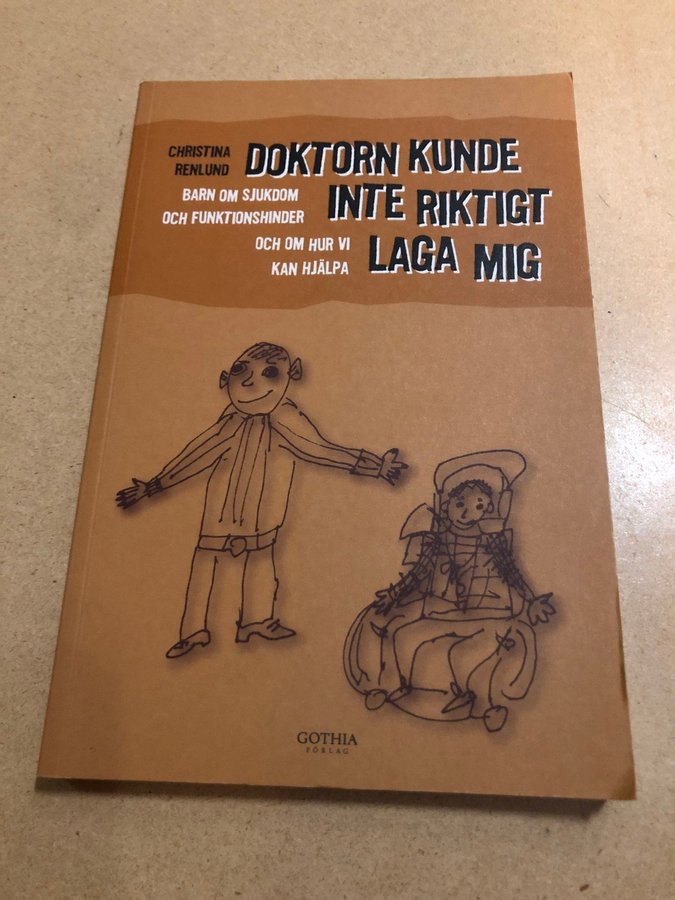 CHRISTINA
RENLUND
DOKTORN KUNDE
INTE RIKTIGT
LAGA MIG
BARN OM SJUKDOM
OCH FUNKTIONSHINDER
OCH OM HUR VI
KAN HJÄLPA
GOTHIA
FÖRLAG